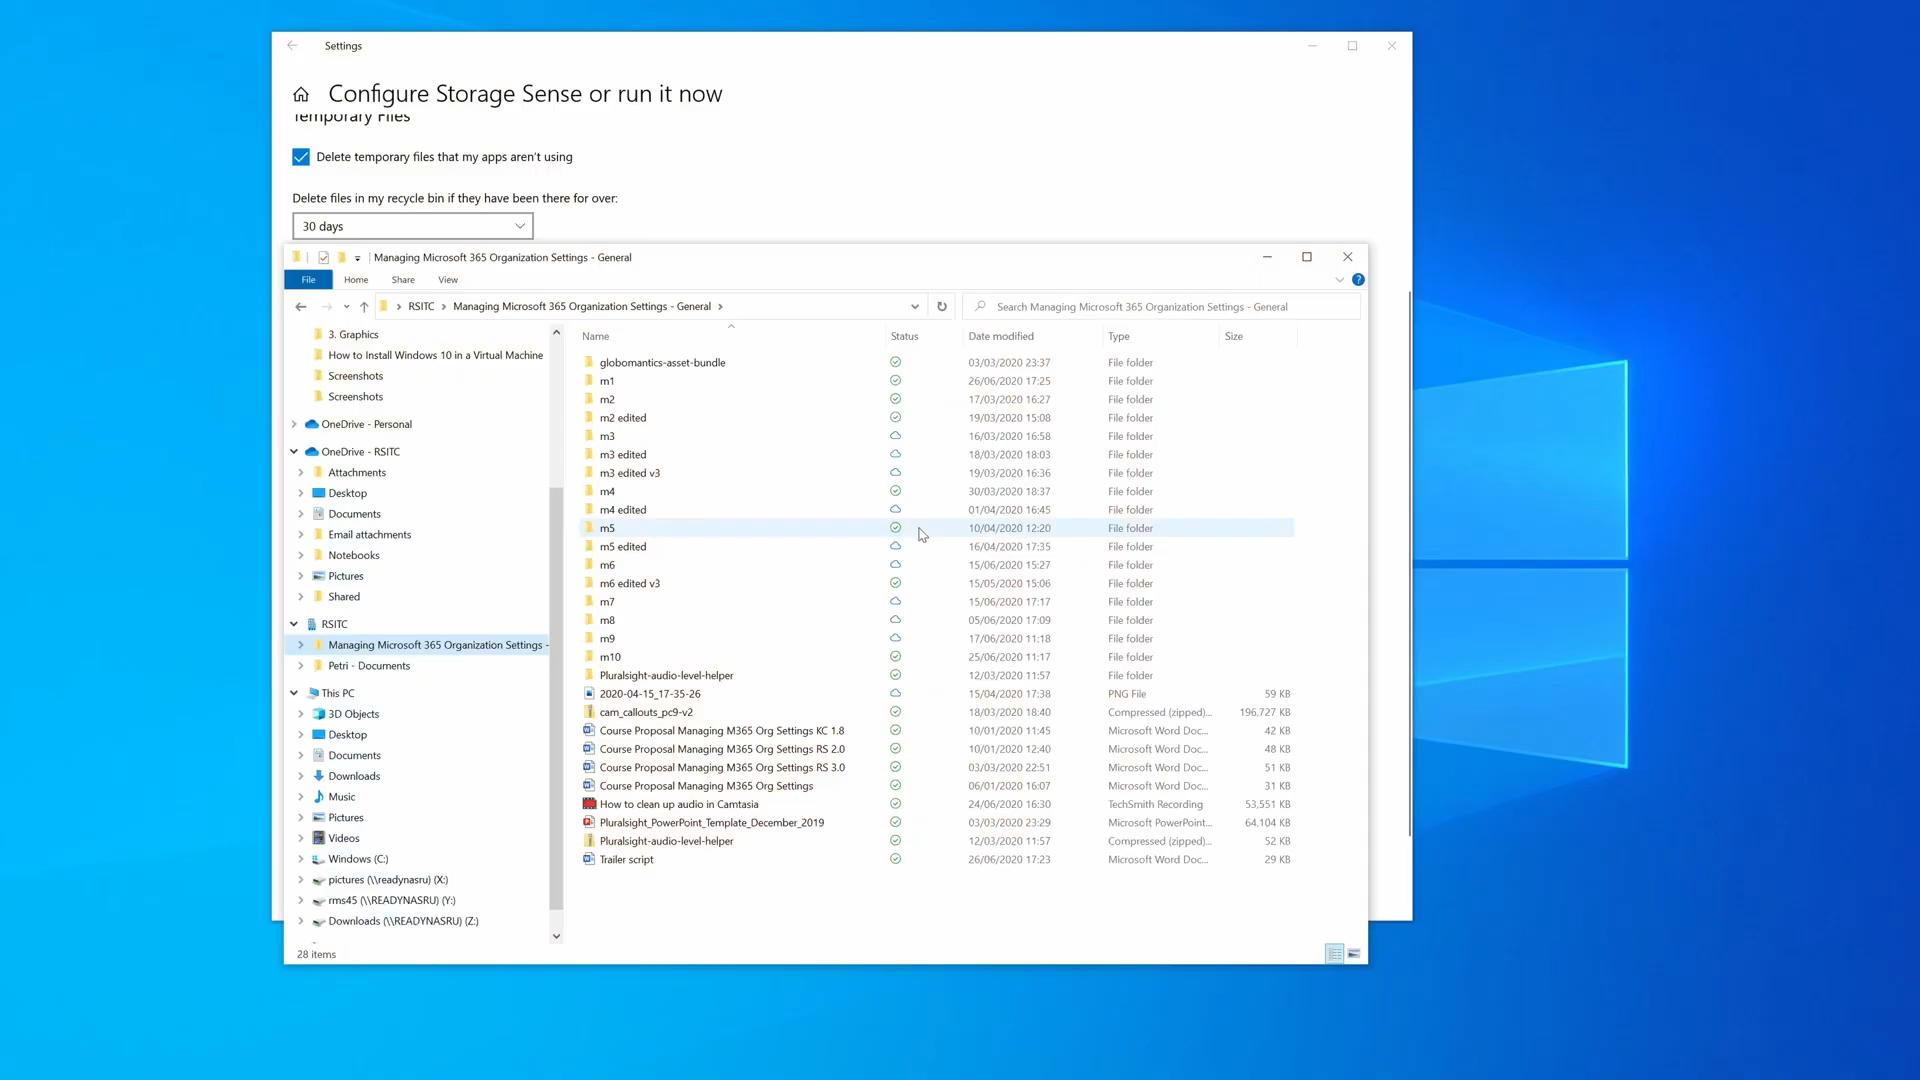 Settings
Configure Storage Sense or run it now
Temporary Files
Delete temporary files that my apps aren't using
Delete files in my recycle bin if they have been there for over:
30 days
Managing Microsoft 365 Organization Settings - General
File Home Share View
RSITC Managing Microsoft 365 Organization Settings - General
Search Managing Microsoft 365 Organization Settings - General
3. Graphics
How to Install Windows 10 in a Virtual Machine
Screenshots
Screenshots
OneDrive - Personal
OneDrive - RSITC
Attachments
Desktop
Documents
Email attachments
Notebooks
Pictures
Shared
RSITC
Managing Microsoft 365 Organization Settings -
Petri - Documents
This PC
3D Objects
Desktop
Documents
Downloads
Music
Pictures
Videos
Windows (C:)
pictures (\\readynasru) (X:)
rms45 (\\READYNASRU) (Y:)
Downloads (\\READYNASRU) (Z:)
Name Status Date modified Type Size
globomantics-asset-bundle 03/03/2020 23:37 File folder
m1 26/06/2020 17:25 File folder
m2 17/03/2020 16:27 File folder
m2 edited 19/03/2020 15:08 File folder
m3 16/03/2020 16:58 File folder
m3 edited 18/03/2020 18:03 File folder
m3 edited v3 19/03/2020 16:36 File folder
m4 30/03/2020 18:37 File folder
m4 edited 01/04/2020 16:45 File folder
m5 10/04/2020 12:20 File folder
m5 edited 16/04/2020 17:35 File folder
m6 15/06/2020 15:27 File folder
m6 edited v3 15/05/2020 15:06 File folder
m7 15/06/2020 17:17 File folder
m8 05/06/2020 17:09 File folder
m9 17/06/2020 11:18 File folder
m10 25/06/2020 11:17 File folder
Pluralsight-audio-level-helper 12/03/2020 11:57 File folder
2020-04-15_17-35-26 15/04/2020 17:38 PNG File 59 KB
cam_callouts_pc9-v2 18/03/2020 18:40 Compressed (zipped)... 196,727 KB
Course Proposal Managing M365 Org Settings KC 1.8 10/01/2020 11:45 Microsoft Word Doc... 42 KB
Course Proposal Managing M365 Org Settings RS 2.0 10/01/2020 12:40 Microsoft Word Doc... 48 KB
Course Proposal Managing M365 Org Settings RS 3.0 03/03/2020 22:51 Microsoft Word Doc... 51 KB
Course Proposal Managing M365 Org Settings 06/01/2020 16:07 Microsoft Word Doc... 31 KB
How to clean up audio in Camtasia 24/06/2020 16:30 TechSmith Recording 53,551 KB
Pluralsight_PowerPoint_Template_December_2019 03/03/2020 23:29 Microsoft PowerPoint... 64,104 KB
Pluralsight-audio-level-helper 12/03/2020 11:57 Compressed (zipped)... 52 KB
Trailer script 26/06/2020 17:23 Microsoft Word Doc... 29 KB
28 items